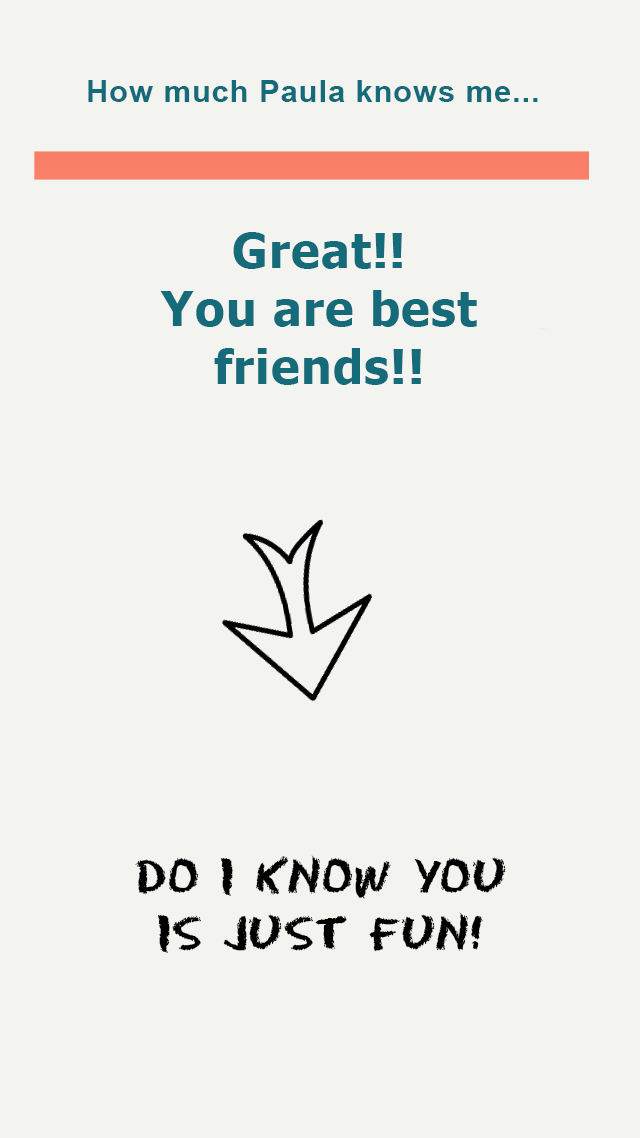 How much Paula knows me...
Great!!
You are best
friends!!
DO I KNOW YOU
IS JUST FUN!